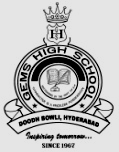 GEMS HIGH SCHOOL
DOODH BOWLI, HYDERABAD
Inspiring tomorrow...
SINCE 1967